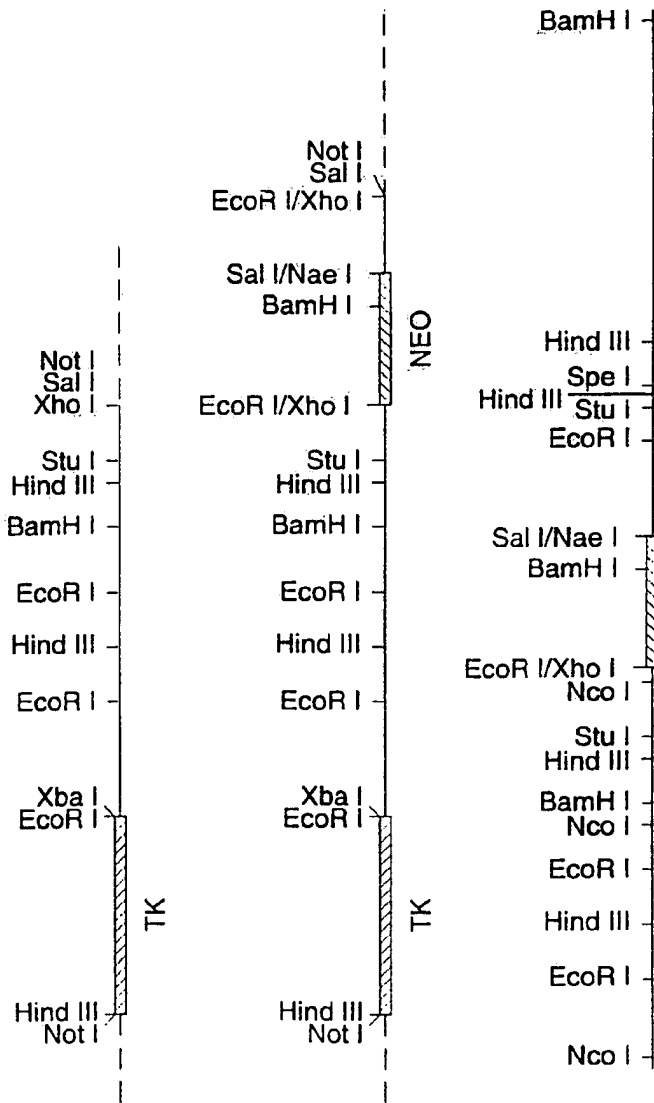 Not I
Sal I
Xho I
Stu I
Hind III
BamH I
EcoR I
Hind III
EcoR I
Xba I
EcoR I
TK
Hind III
Not I
Not I
Sal I
EcoR I/Xho I
Sal I/Nae I
BamH I
NEO
EcoR I/Xho I
Stu I
Hind III
BamH I
EcoR I
Hind III
EcoR I
Xba I
EcoR I
TK
Hind III
Not I
BamH I
Hind III
Spe I
Hind III
Stu I
EcoR I
Sal I/Nae I
BamH I
EcoR I/Xho I
Nco I
Stu I
Hind III
BamH I
Nco I
EcoR I
Hind III
EcoR I
Nco I